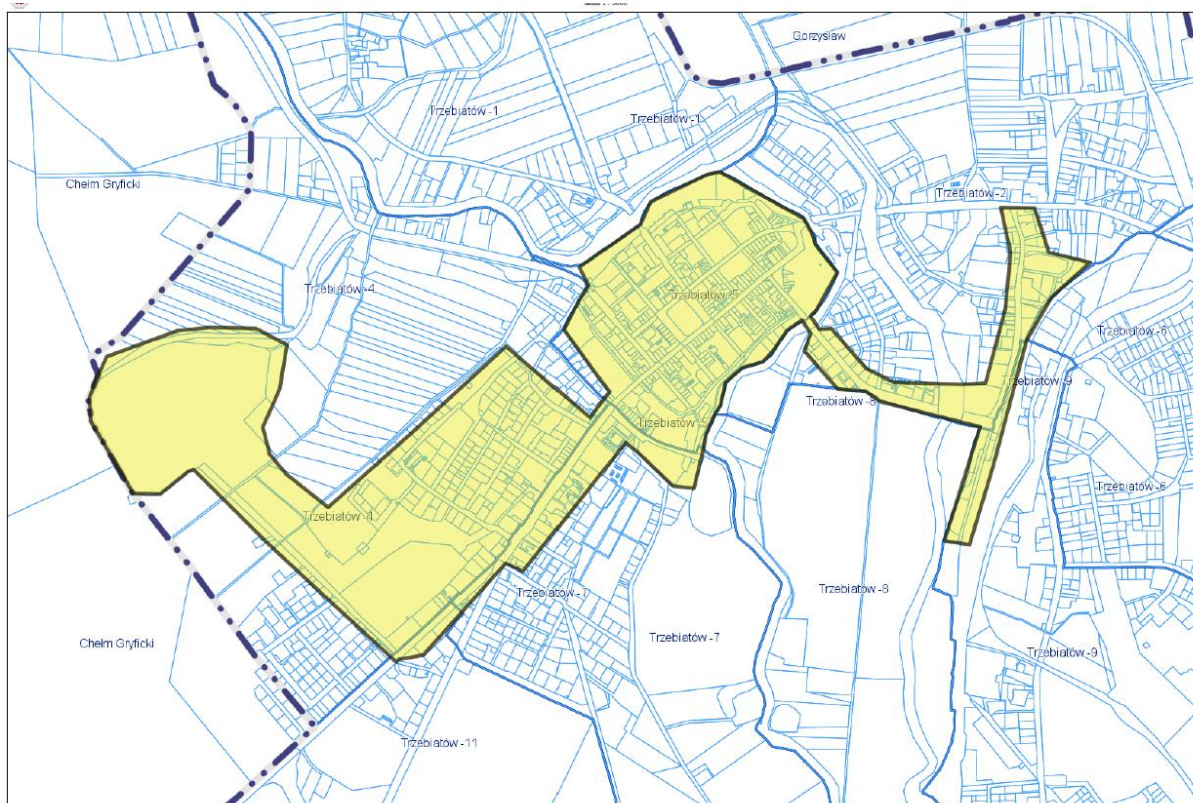 Gorzysław
Trzebiatów -1
Trzebiatów -1
Chełm Gryficki
Trzebiatów -2
Trzebiatów -4
Trzebiatów -5
Trzebiatów -6
Trzebiatów -9
Trzebiatów -8
Trzebiatów -5
Trzebiatów -6
Trzebiatów -4
Trzebiatów -7
Trzebiatów -8
Trzebiatów -7
Chełm Gryficki
Trzebiatów -9
Trzebiatów -11